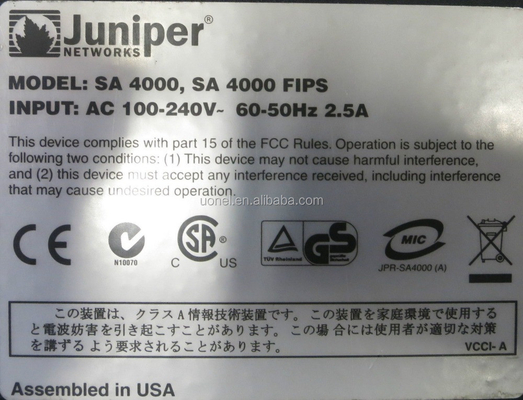 Juniper®
NETWORKS
MODEL: SA 4000, SA 4000 FIPS
INPUT: AC 100-240V~ 60-50Hz 2.5A
This device complies with part 15 of the FCC Rules. Operation is subject to the
following two conditions: (1) This device may not cause harmful interference,
and (2) this device must accept any interference received, including interference
that may cause undesired operation.
uonel.en.alibaba.com
CE
N10070
C SA US
TÜV Rheinland
GS
MIC
JPR-SA4000 (A)
この装置は、クラスA情報技術装置です。この装置を家庭環境で使用する
と電波妨害を引き起こすことがあります。この場合には使用者が適切な対策
を講ずるよう要求されることがあります。
VCCI-A
Assembled in USA